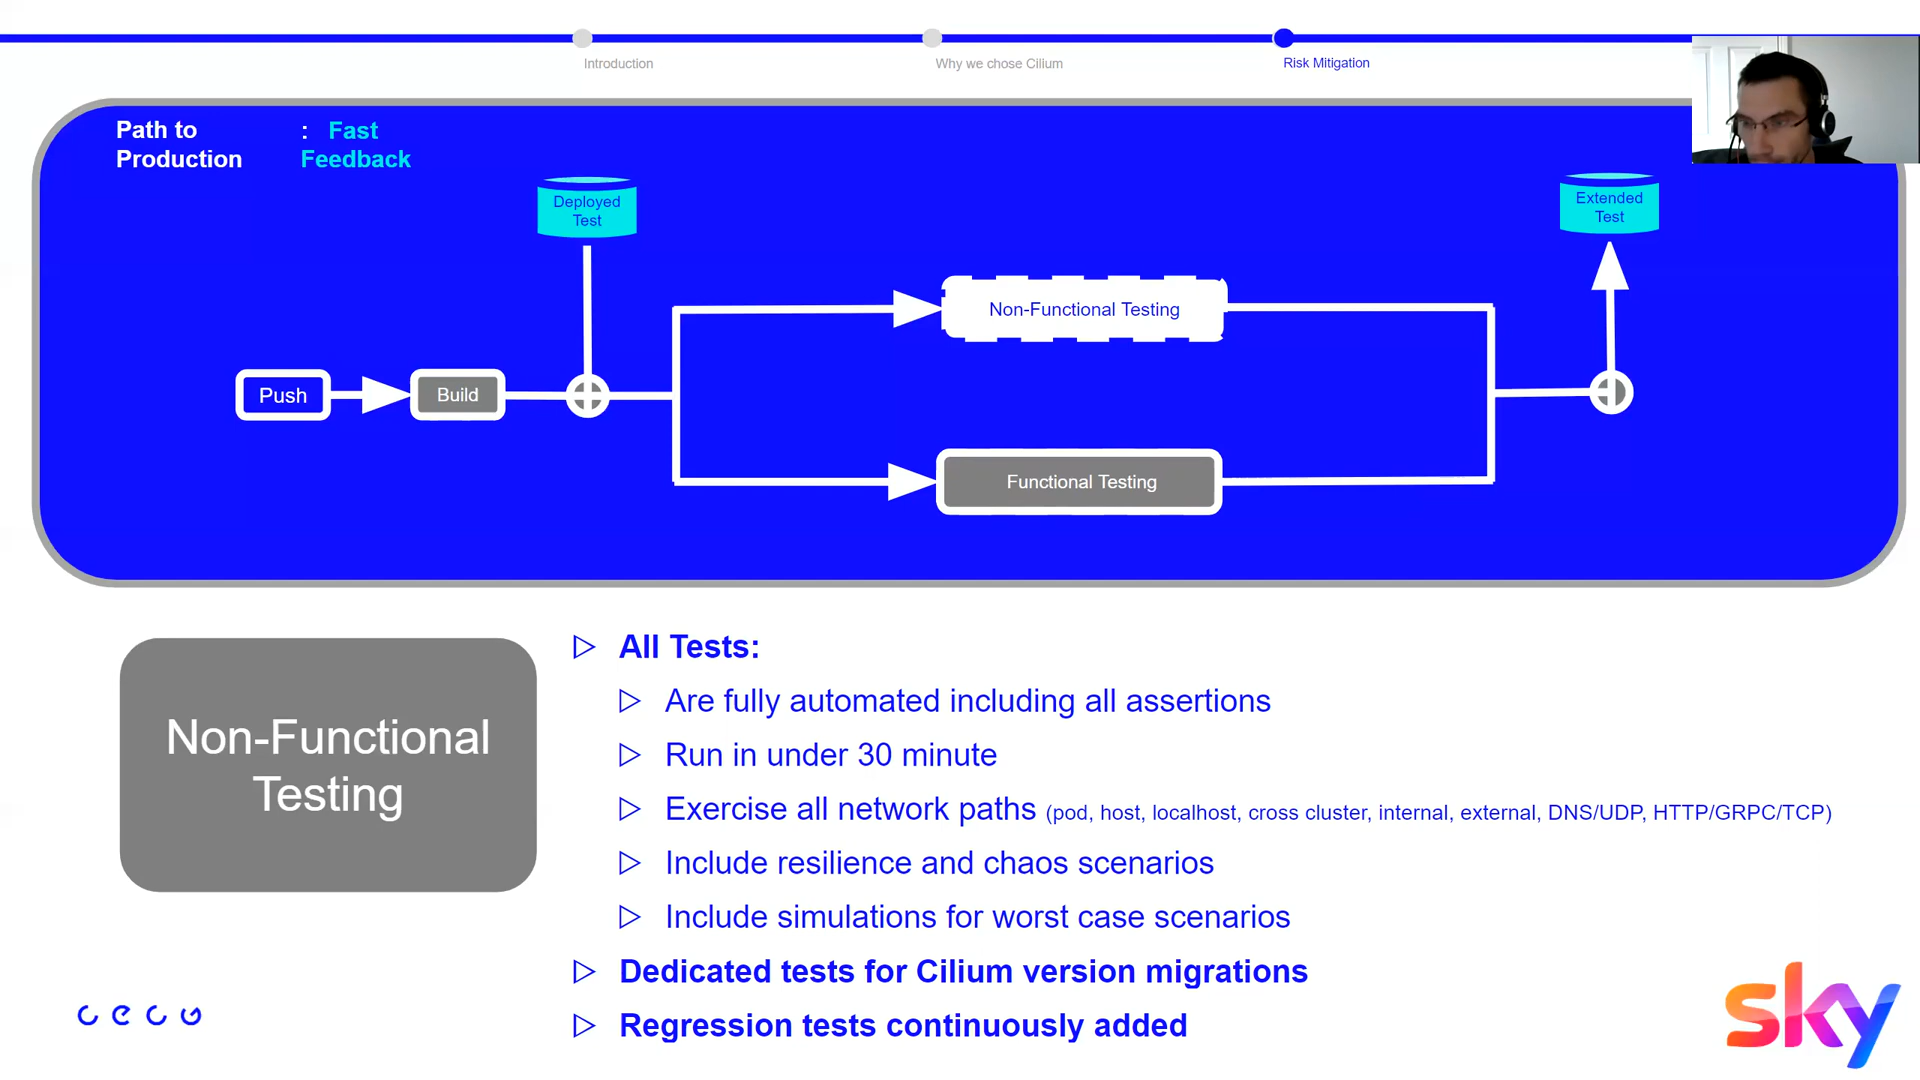 Introduction
Why we chose Cilium
Risk Mitigation
Path to : Fast
Production Feedback
Deployed
Test
Extended
Test
Non-Functional Testing
Push
Build
Functional Testing
Non-Functional
Testing
All Tests:
Are fully automated including all assertions
Run in under 30 minute
Exercise all network paths (pod, host, localhost, cross cluster, internal, external, DNS/UDP, HTTP/GRPC/TCP)
Include resilience and chaos scenarios
Include simulations for worst case scenarios
Dedicated tests for Cilium version migrations
Regression tests continuously added
cecg
sky